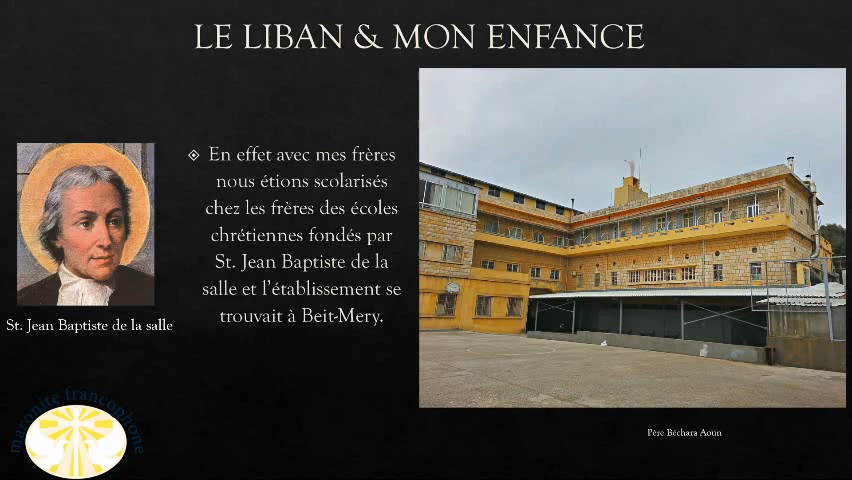 LE LIBAN & MON ENFANCE
En effet avec mes frères
nous étions scolarisés
chez les frères des écoles
chrétiennes fondés par
St. Jean Baptiste de la
salle et l'établissement se
trouvait à Beit-Mery.
St. Jean Baptiste de la salle
maronite francophone
Père Béchara Aoun